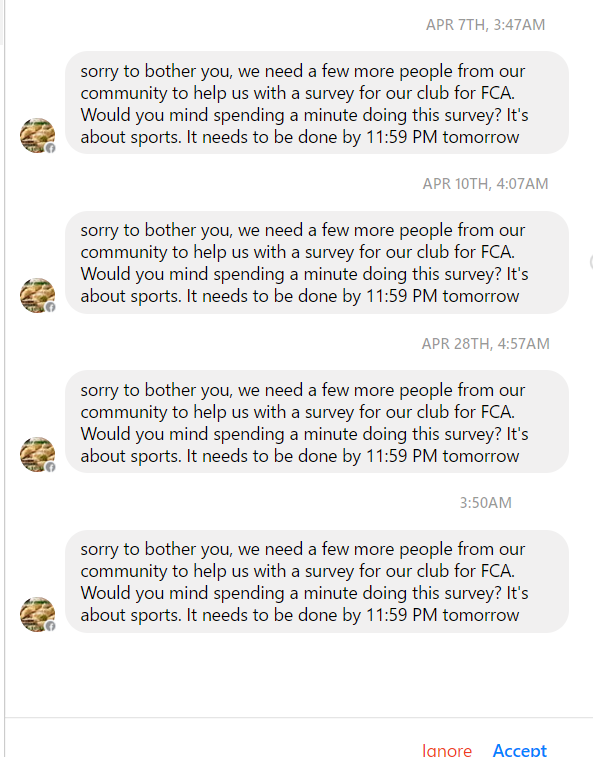 APR 7TH, 3:47AM
sorry to bother you, we need a few more people from our
community to help us with a survey for our club for FCA.
Would you mind spending a minute doing this survey? It's
about sports. It needs to be done by 11:59 PM tomorrow
APR 10TH, 4:07AM
sorry to bother you, we need a few more people from our
community to help us with a survey for our club for FCA.
Would you mind spending a minute doing this survey? It's
about sports. It needs to be done by 11:59 PM tomorrow
APR 28TH, 4:57AM
sorry to bother you, we need a few more people from our
community to help us with a survey for our club for FCA.
Would you mind spending a minute doing this survey? It's
about sports. It needs to be done by 11:59 PM tomorrow
3:50AM
sorry to bother you, we need a few more people from our
community to help us with a survey for our club for FCA.
Would you mind spending a minute doing this survey? It's
about sports. It needs to be done by 11:59 PM tomorrow
Ignore Accept